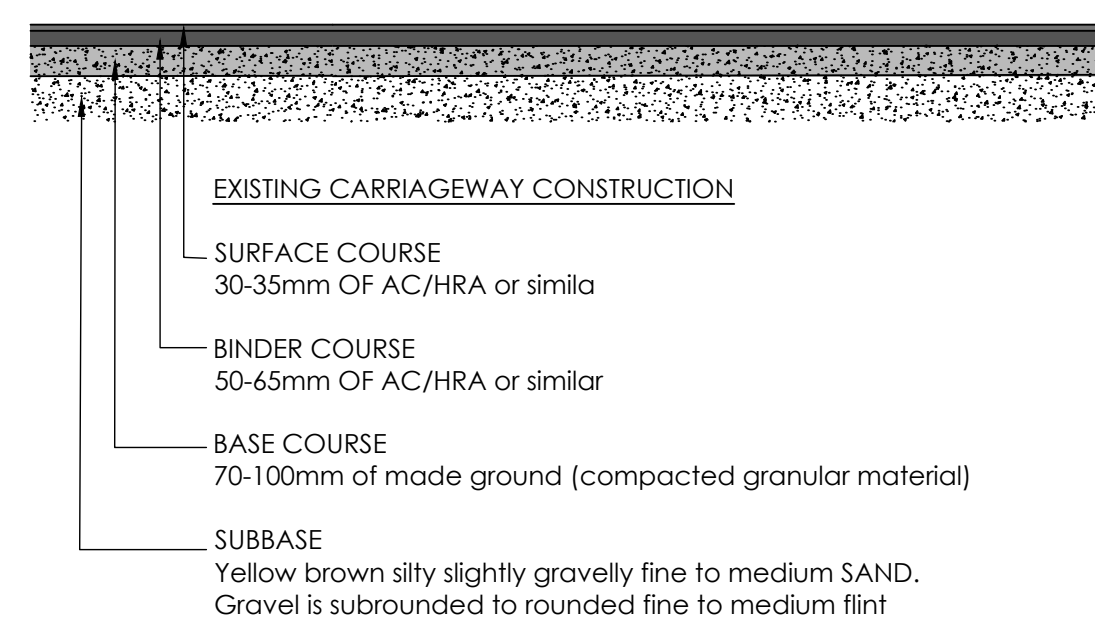 EXISTING CARRIAGEWAY CONSTRUCTION
SURFACE COURSE
30-35mm OF AC/HRA or simila
BINDER COURSE
50-65mm OF AC/HRA or similar
BASE COURSE
70-100mm of made ground (compacted granular material)
SUBBASE
Yellow brown silty slightly gravelly fine to medium SAND.
Gravel is subrounded to rounded fine to medium flint